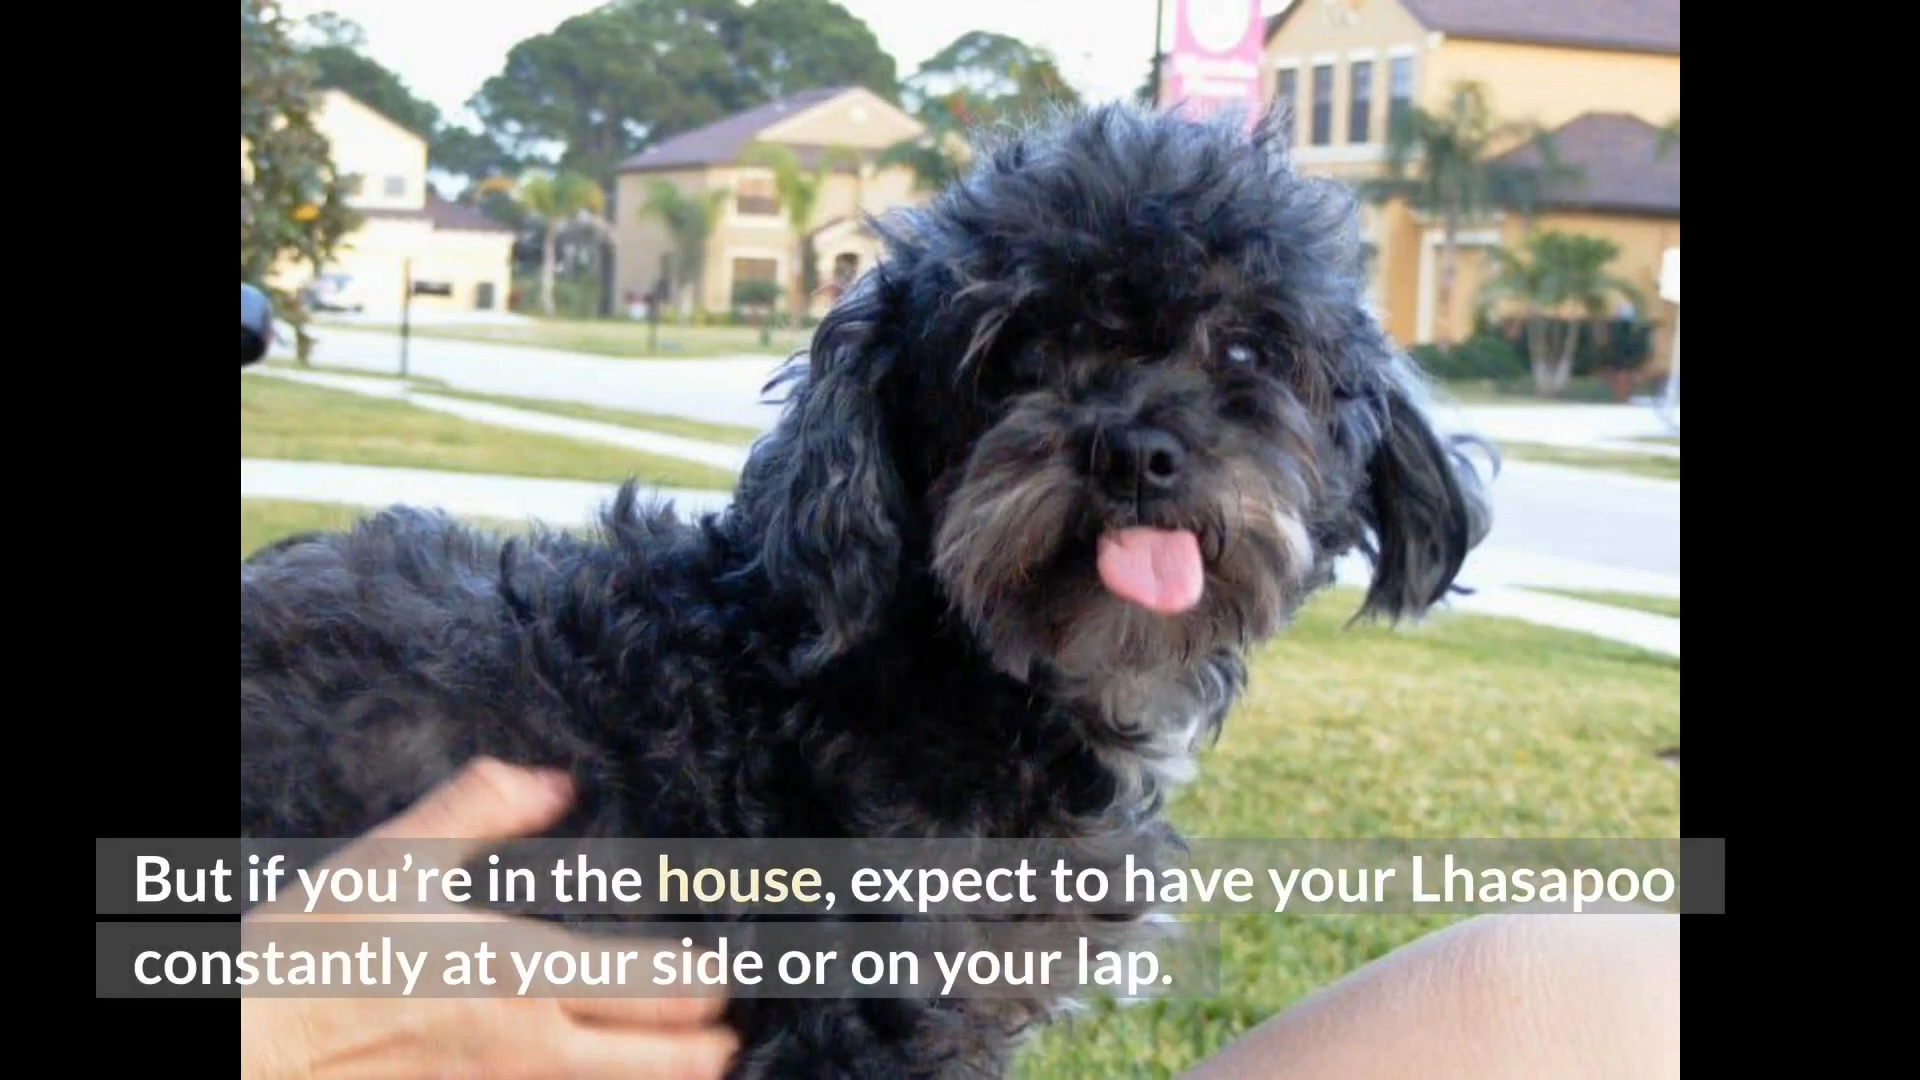 But if you’re in the house, expect to have your Lhasapoo
constantly at your side or on your lap.